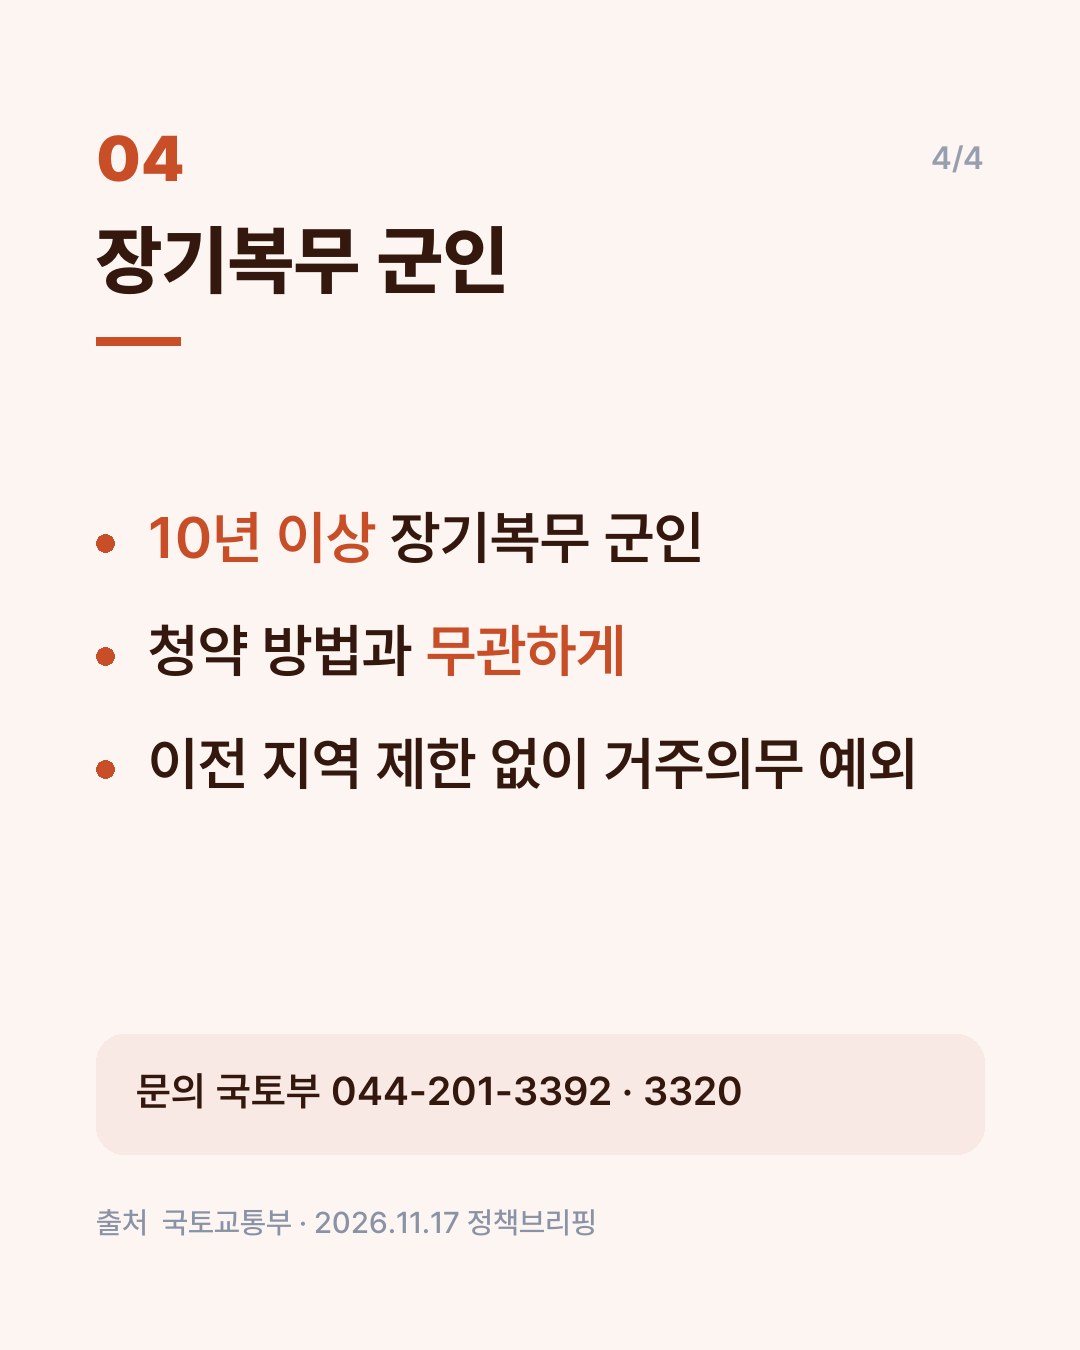 04
4/4
장기복무 군인
10년 이상 장기복무 군인
청약 방법과 무관하게
이전 지역 제한 없이 거주의무 예외
문의 국토부 044-201-3392 · 3320
출처 국토교통부 · 2026.11.17 정책브리핑